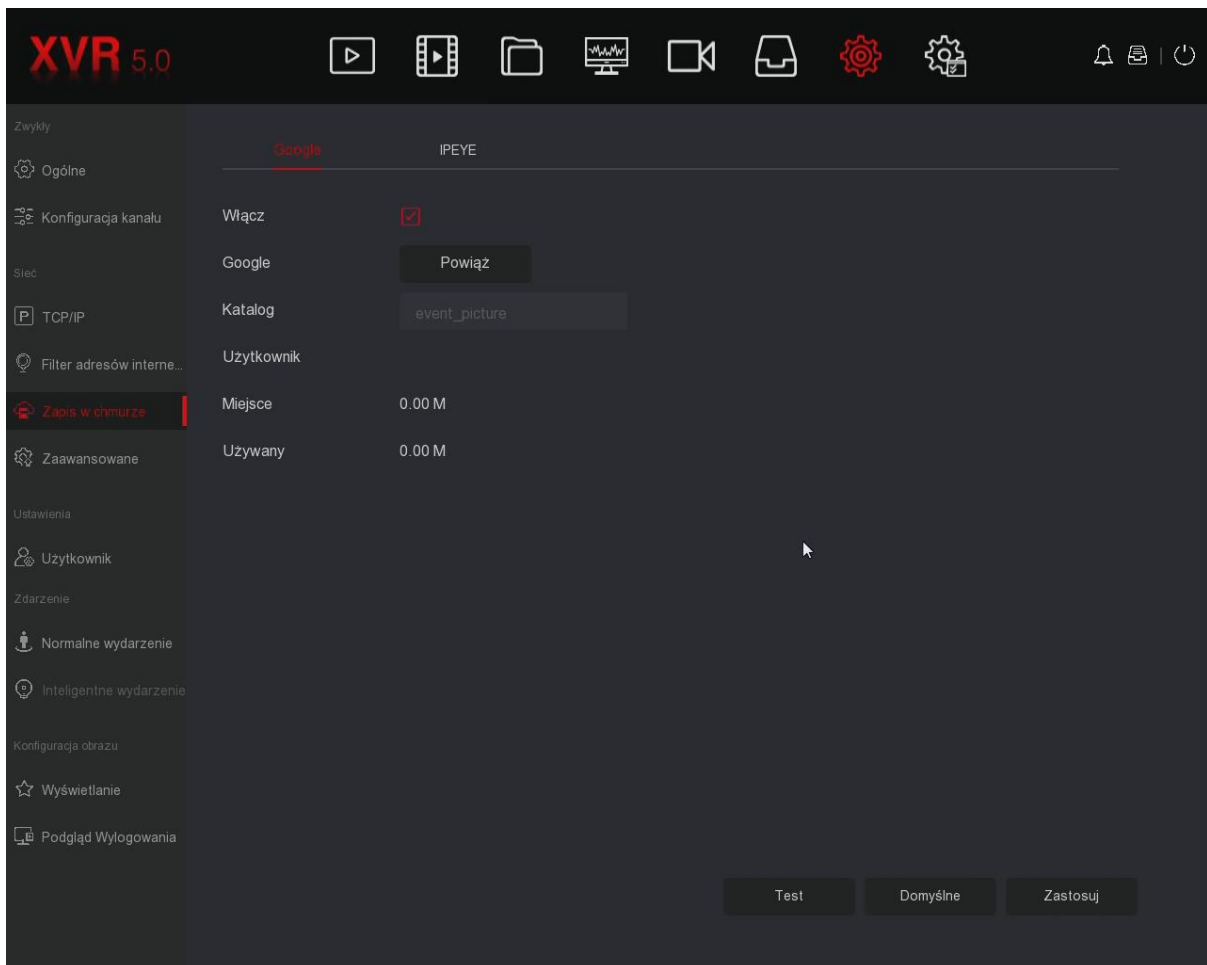 XVR 5.0
Zwykły
Ogólne
Konfiguracja kanału
Sieć
P TCP/IP
Filter adresów interne...
Zapis w chmurze
Zaawansowane
Ustawienia
Użytkownik
Zdarzenie
Normalne wydarzenie
Inteligentne wydarzenie
Konfiguracja obrazu
Wyświetlanie
Podgląd Wylogowania
Google IPEYE
Włącz
Google Powiąż
Katalog event_picture
Użytkownik
Miejsce 0.00 M
Używany 0.00 M
Test Domyślne Zastosuj